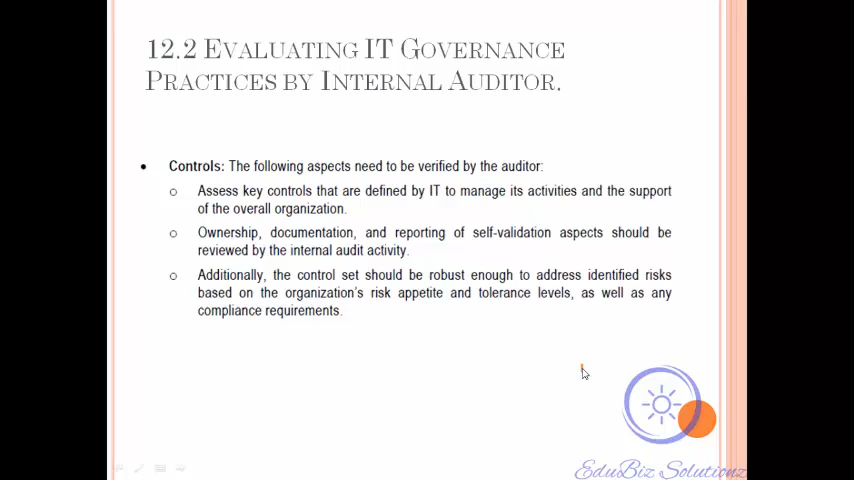 12.2 EVALUATING IT GOVERNANCE
PRACTICES BY INTERNAL AUDITOR.
• Controls: The following aspects need to be verified by the auditor:
o Assess key controls that are defined by IT to manage its activities and the support
of the overall organization.
o Ownership, documentation, and reporting of self-validation aspects should be
reviewed by the internal audit activity.
o Additionally, the control set should be robust enough to address identified risks
based on the organization's risk appetite and tolerance levels, as well as any
compliance requirements.
EduBiz Solutionz